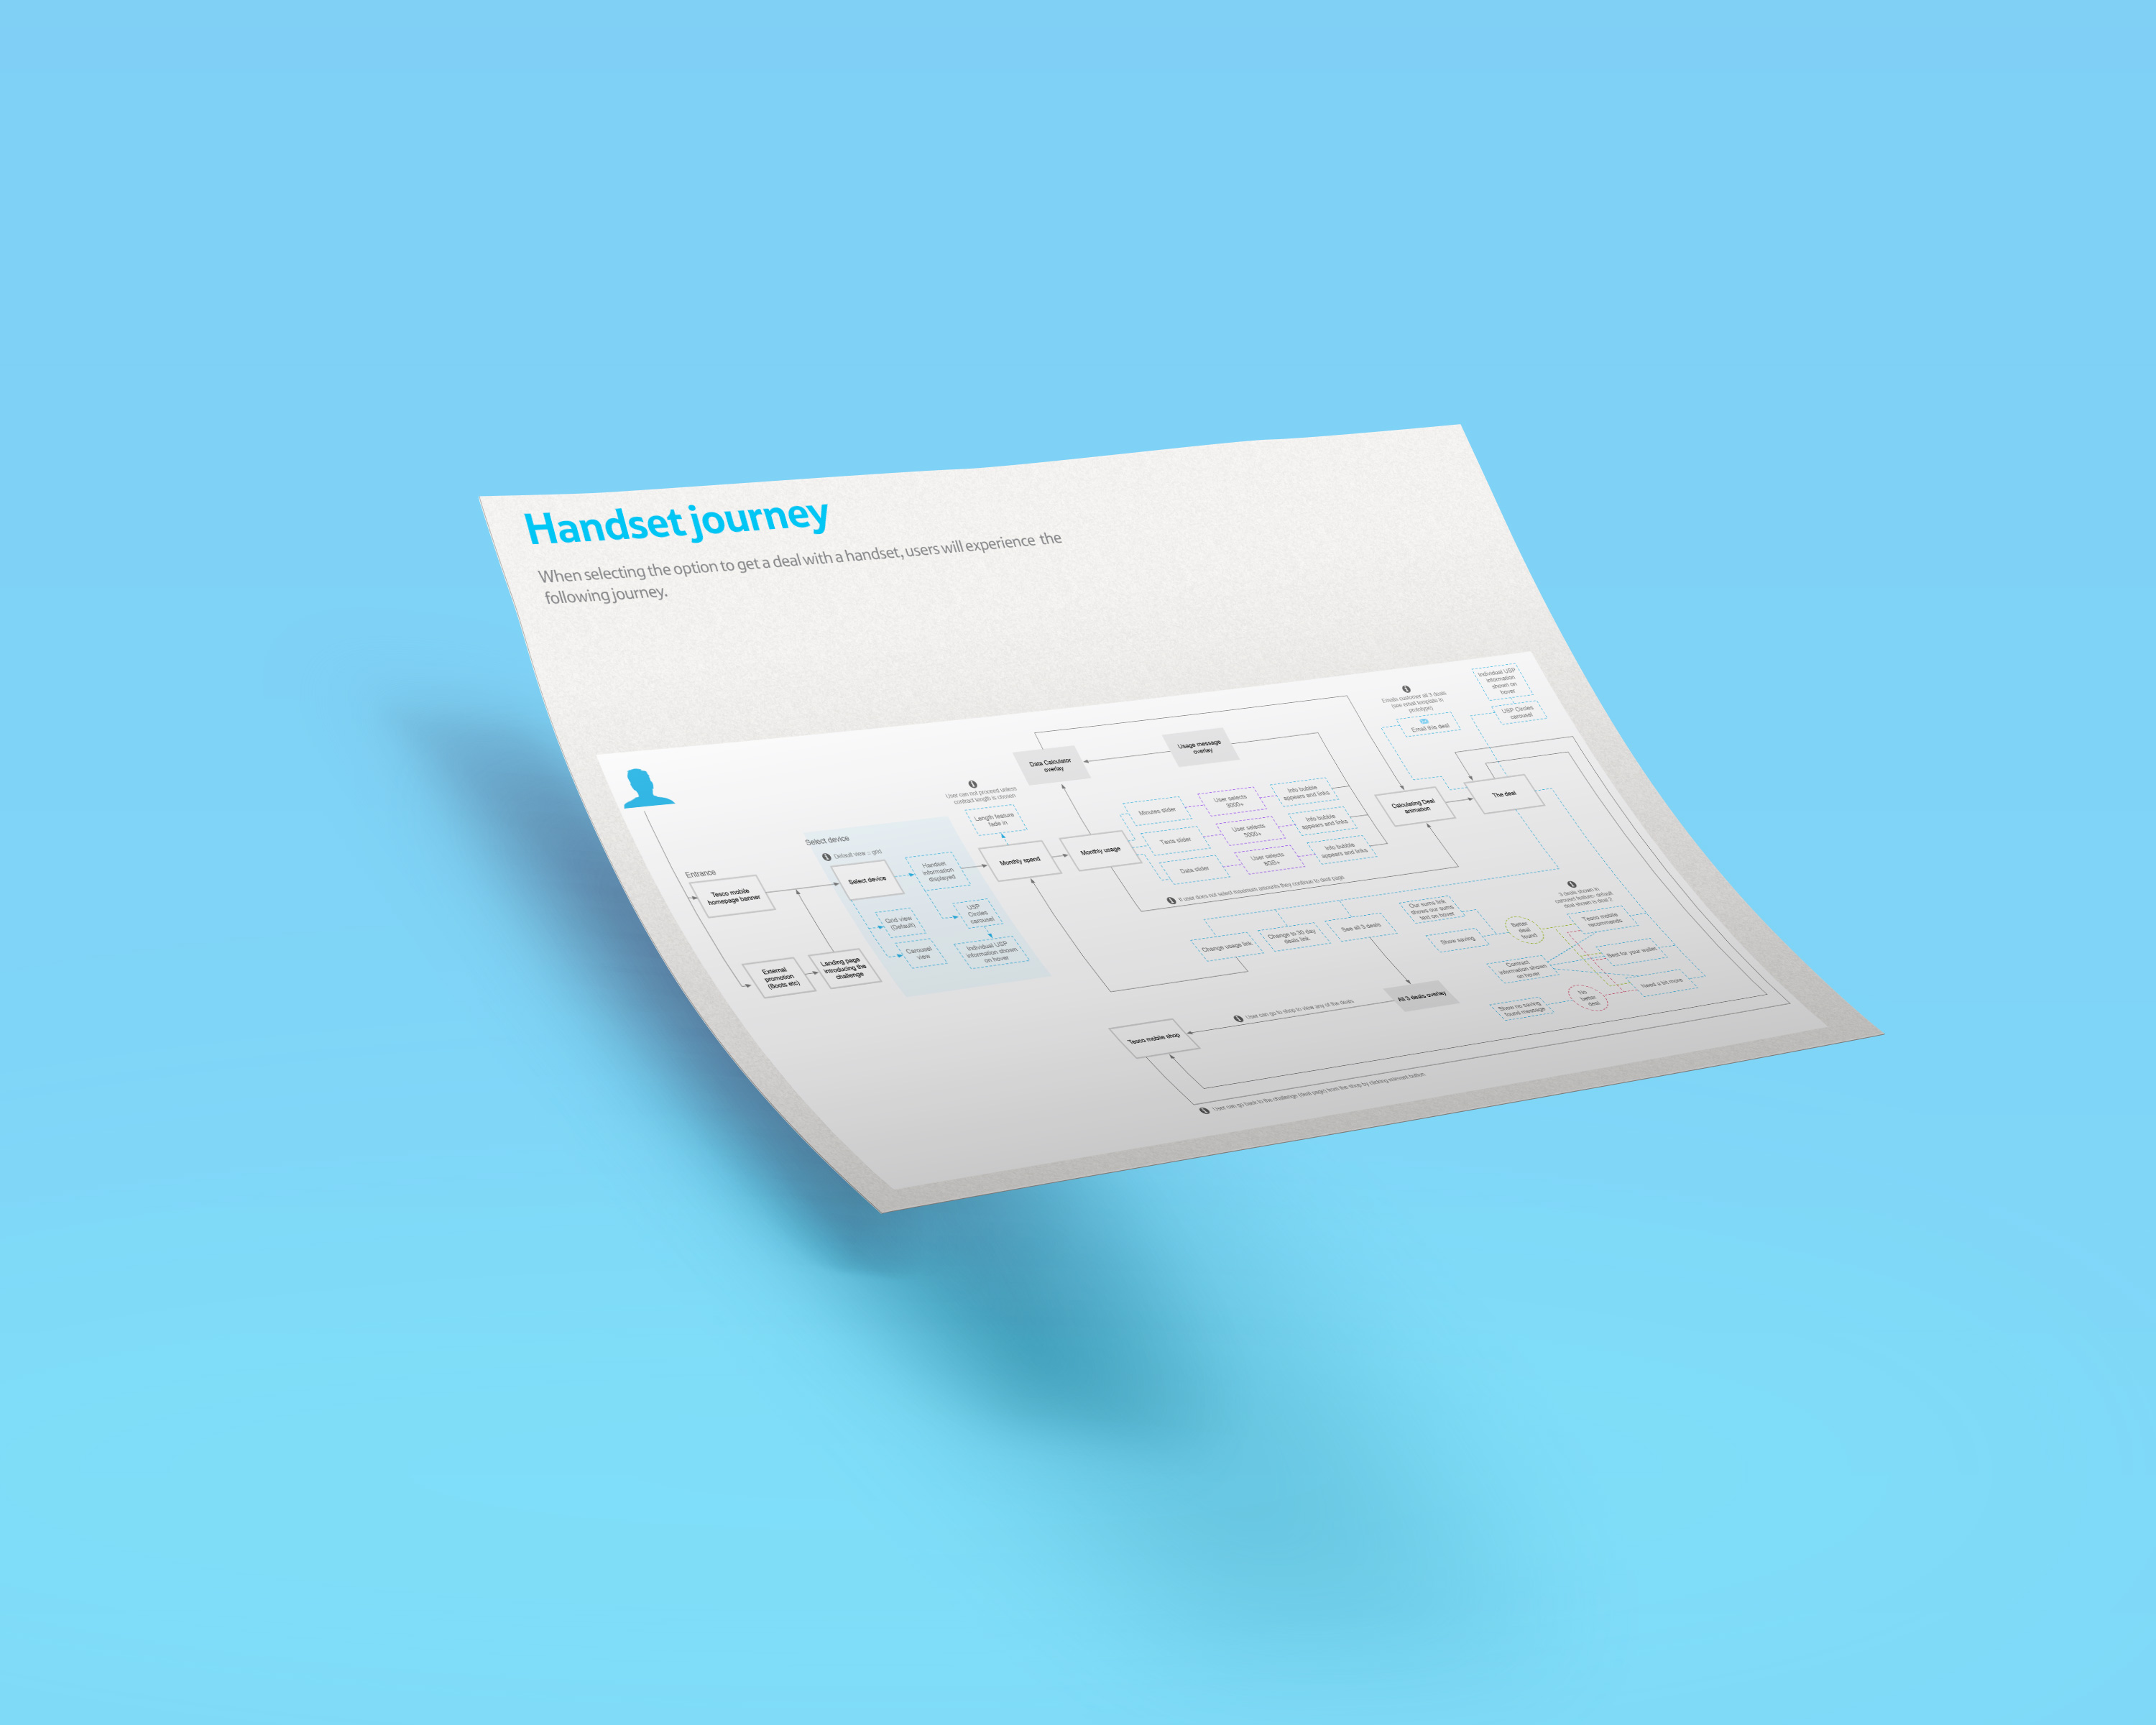 Handset journey
When selecting the option to get a deal with a handset, users will experience the
following journey.
Entrance
Tesco mobile
homepage banner
External
promotion
(Boots etc)
Landing page
introducing the
challenge
Select device
Default view = grid
Select device
Handset
information
displayed
Grid view
(Default)
Carousel
view
USP
Circles
carousel
Individual USP
information shown
on hover
User can not proceed unless
contract length is chosen
Length feature
fade in
Monthly spend
Monthly usage
Data Calculator
overlay
Usage message
overlay
Minutes slider
User selects
3000+
Info bubble
appears and links
Texts slider
User selects
5000+
Info bubble
appears and links
Data slider
User selects
8GB+
Info bubble
appears and links
If user does not select maximum amounts they continue to deal page
Calculating Deal
animation
The deal
Emails customer all 3 deals
(see email template in
prototype)
Email this deal
Individual USP
information
shown on
hover
USP Circles
carousel
Change usage link
Change to 30 day
deals link
See all 3 deals
All 3 deals overlay
User can go to shop to view any of the deals
Tesco mobile shop
User can go back to the challenge (deal page) from the shop by clicking relevant button
Our sums link
shows our sums
text on hover
Show saving
Better
deal
found
Contract
information shown
on hover
Show no saving
found message
No
better
deal
3 deals shown in
carousel feature, default
deal shown is deal 2
Tesco mobile
recommends
Best for your wallet
Need a bit more